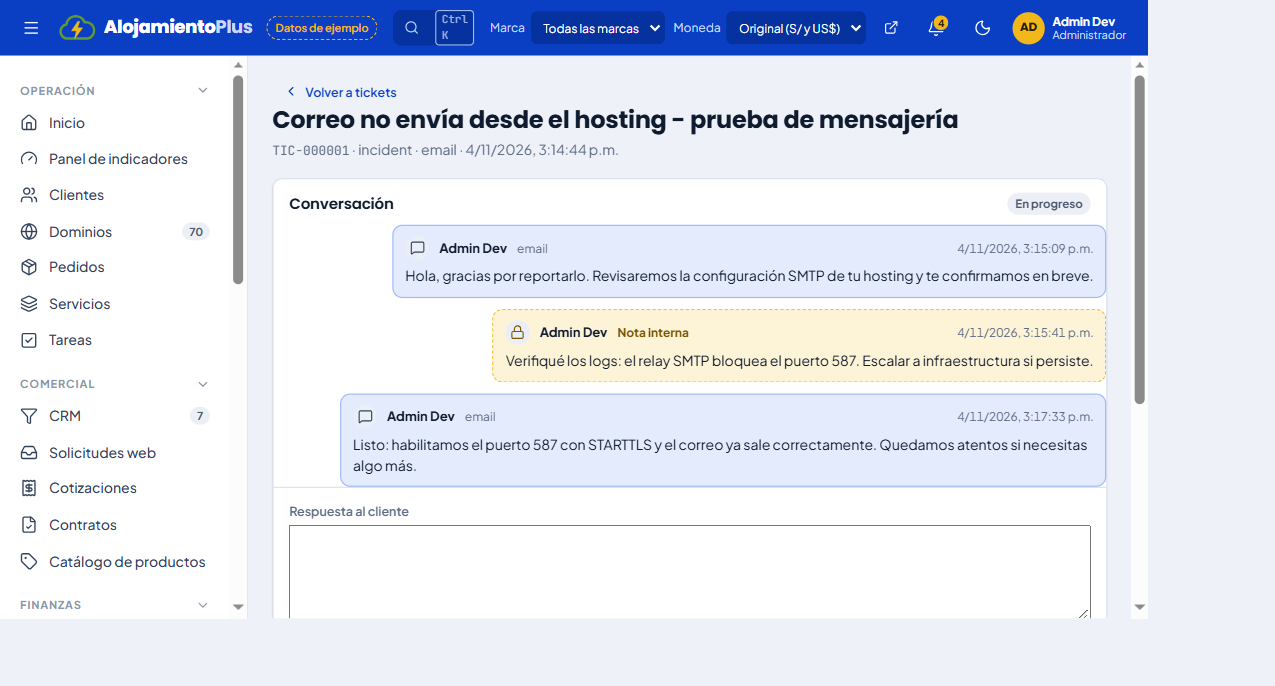 AlojamientoPlus
Datos de ejemplo
Ctrl K
Marca
Todas las marcas
Moneda
Original (S/ y US$)
4
AD
Admin Dev
Administrador
OPERACIÓN
Inicio
Panel de indicadores
Clientes
Dominios 70
Pedidos
Servicios
Tareas
COMERCIAL
CRM 7
Solicitudes web
Cotizaciones
Contratos
Catálogo de productos
FINANZAS
Volver a tickets
Correo no envía desde el hosting - prueba de mensajería
TIC-000001 · incident · email · 4/11/2026, 3:14:44 p.m.
Conversación
En progreso
Admin Dev email 4/11/2026, 3:15:09 p.m.
Hola, gracias por reportarlo. Revisaremos la configuración SMTP de tu hosting y te confirmamos en breve.
Admin Dev Nota interna 4/11/2026, 3:15:41 p.m.
Verifiqué los logs: el relay SMTP bloquea el puerto 587. Escalar a infraestructura si persiste.
Admin Dev email 4/11/2026, 3:17:33 p.m.
Listo: habilitamos el puerto 587 con STARTTLS y el correo ya sale correctamente. Quedamos atentos si necesitas
algo más.
Respuesta al cliente